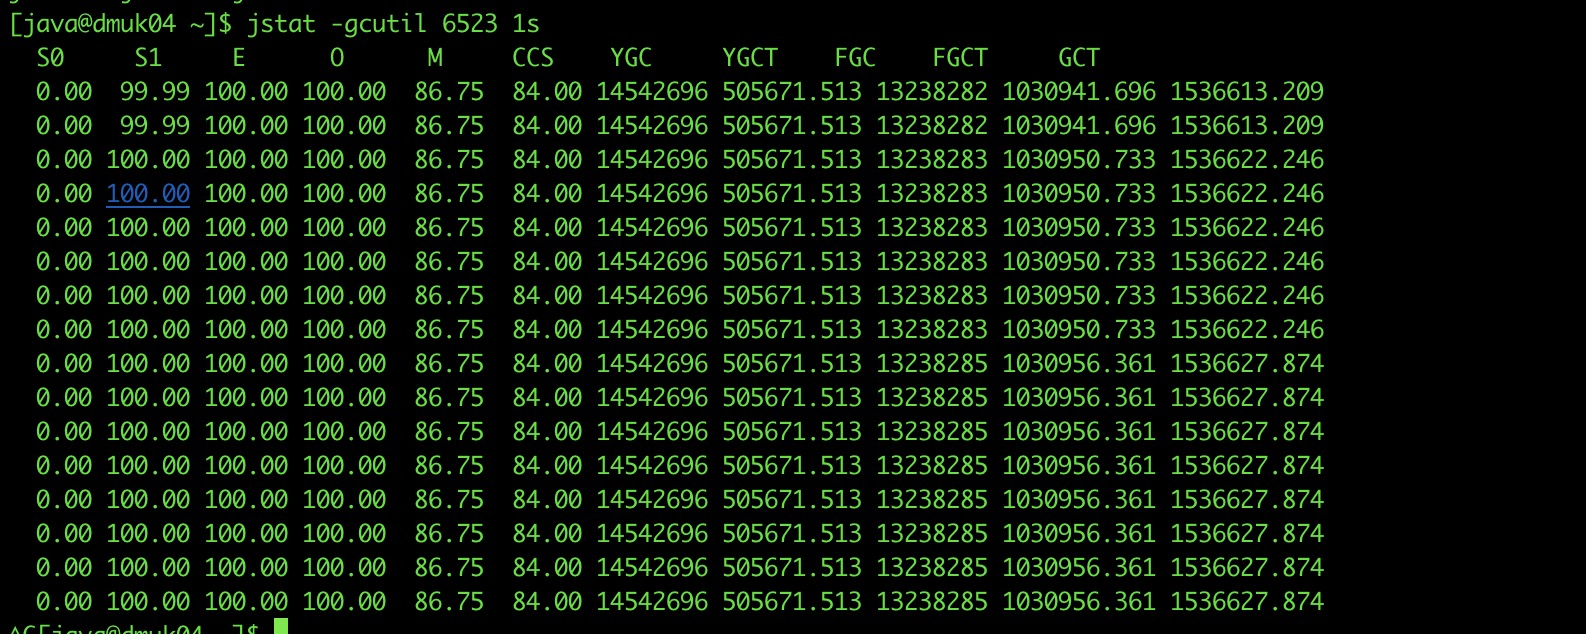 [java@dmuk04 ~]$ jstat -gcutil 6523 1s
S0 S1 E O M CCS YGC YGCT FGC FGCT GCT
0.00 99.99 100.00 100.00 86.75 84.00 14542696 505671.513 13238282 1030941.696 1536613.209
0.00 99.99 100.00 100.00 86.75 84.00 14542696 505671.513 13238282 1030941.696 1536613.209
0.00 100.00 100.00 100.00 86.75 84.00 14542696 505671.513 13238283 1030950.733 1536622.246
0.00 100.00 100.00 100.00 86.75 84.00 14542696 505671.513 13238283 1030950.733 1536622.246
0.00 100.00 100.00 100.00 86.75 84.00 14542696 505671.513 13238283 1030950.733 1536622.246
0.00 100.00 100.00 100.00 86.75 84.00 14542696 505671.513 13238283 1030950.733 1536622.246
0.00 100.00 100.00 100.00 86.75 84.00 14542696 505671.513 13238283 1030950.733 1536622.246
0.00 100.00 100.00 100.00 86.75 84.00 14542696 505671.513 13238283 1030950.733 1536622.246
0.00 100.00 100.00 100.00 86.75 84.00 14542696 505671.513 13238285 1030956.361 1536627.874
0.00 100.00 100.00 100.00 86.75 84.00 14542696 505671.513 13238285 1030956.361 1536627.874
0.00 100.00 100.00 100.00 86.75 84.00 14542696 505671.513 13238285 1030956.361 1536627.874
0.00 100.00 100.00 100.00 86.75 84.00 14542696 505671.513 13238285 1030956.361 1536627.874
0.00 100.00 100.00 100.00 86.75 84.00 14542696 505671.513 13238285 1030956.361 1536627.874
0.00 100.00 100.00 100.00 86.75 84.00 14542696 505671.513 13238285 1030956.361 1536627.874
0.00 100.00 100.00 100.00 86.75 84.00 14542696 505671.513 13238285 1030956.361 1536627.874
0.00 100.00 100.00 100.00 86.75 84.00 14542696 505671.513 13238285 1030956.361 1536627.874
^C[java@dmuk04 ~]$